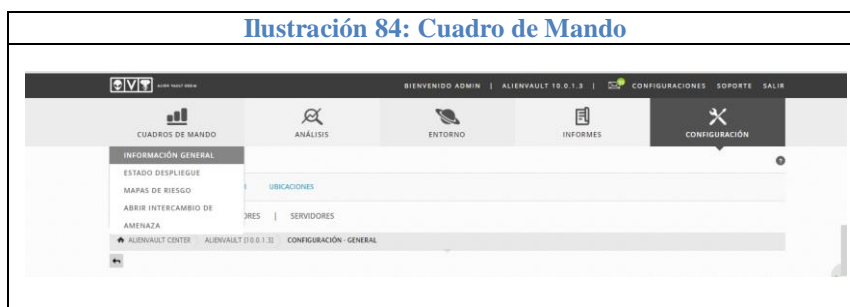 Ilustración 84: Cuadro de Mando
BIENVENIDO ADMIN | ALIENVAULT 10.0.1.3 | CONFIGURACIONES SOPORTE SALIR
CUADROS DE MANDO ANÁLISIS ENTORNO INFORMES CONFIGURACIÓN
INFORMACIÓN GENERAL
ESTADO DESPLIEGUE
MAPAS DE RIESGO UBICACIONES
ABRIR INTERCAMBIO DE
AMENAZA
ORES | SERVIDORES
ALIENVAULT CENTER ALIENVAULT [10.0.1.3] CONFIGURACIÓN - GENERAL